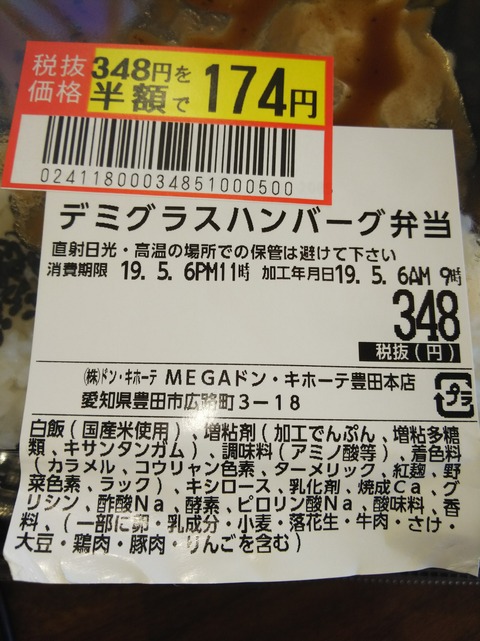 税抜
価格
348円を
半額で
174円
02411800034851000500
デミグラスハンバーグ弁当
直射日光・高温の場所での保管は避けて下さい
消費期限 19.5.6PM11時 加工年月日19.5.6AM 9時
348
税抜(円)
㈱ドン・キホーテ MEGAドン・キホーテ豊田本店
愛知県豊田市広路町3-18
プラ
白飯(国産米使用)、増粘剤(加工でんぷん、増粘多糖
類、キサンタンガム)、調味料(アミノ酸等)、着色料
(カラメル、コウリャン色素、ターメリック、紅麹、野
菜色素、ラック)、キシロース、乳化剤、焼成Ca、グ
リシン、酢酸Na、酵素、ピロリン酸Na、酸味料、香
料、(一部に卵・乳成分・小麦・落花生・牛肉・さけ・
大豆・鶏肉・豚肉・りんごを含む)